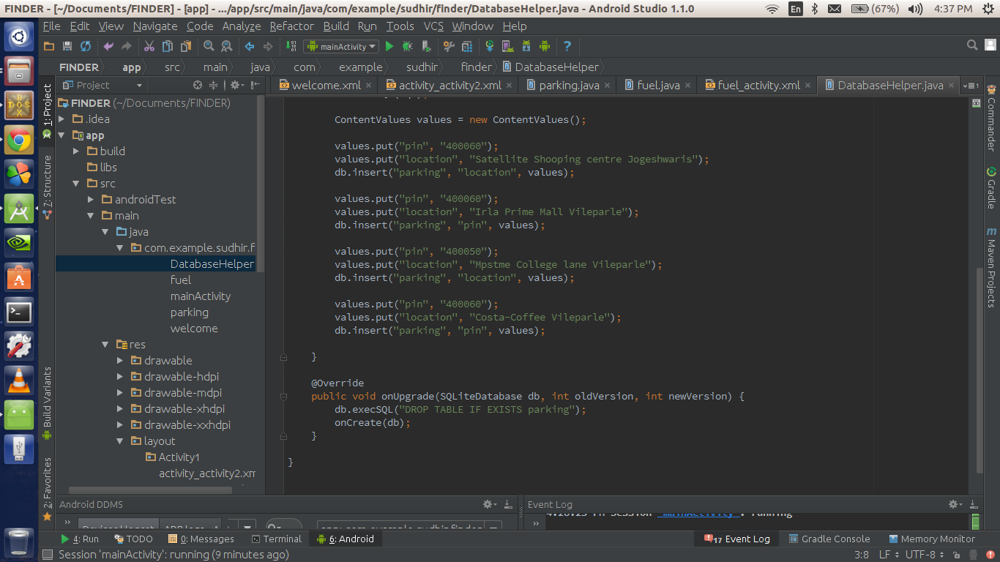 FINDER - [~/Documents/FINDER] - [app] - .../app/src/main/java/com/example/sudhir/finder/DatabaseHelper.java - Android Studio 1.1.0
En (67%) 4:37 PM
File Edit View Navigate Code Analyze Refactor Build Run Tools VCS Window Help
mainActivity
FINDER app src main java com example sudhir finder DatabaseHelper
Project
welcome.xml activity_activity2.xml parking.java fuel.java fuel_activity.xml DatabaseHelper.java
1: Project
7: Structure
Build Variants
2: Favorites
FINDER (~/Documents/FINDER)
.idea
app
build
libs
src
androidTest
main
java
com.example.sudhir.f
DatabaseHelper
fuel
mainActivity
parking
welcome
res
drawable
drawable-hdpi
drawable-mdpi
drawable-xhdpi
drawable-xxhdpi
layout
Activity1
activity_activity2.xm
ContentValues values = new ContentValues();
values.put("pin", "400060");
values.put("location", "Satellite Shooping centre Jogeshwaris");
db.insert("parking", "location", values);
values.put("pin", "400060");
values.put("location", "Irla Prime Mall Vileparle");
db.insert("parking", "pin", values);
values.put("pin", "400050");
values.put("location", "Mpstme College lane Vileparle");
db.insert("parking", "location", values);
values.put("pin", "400060");
values.put("location", "Costa-Coffee Vileparle");
db.insert("parking", "pin", values);
}
@Override
public void onUpgrade(SQLiteDatabase db, int oldVersion, int newVersion) {
db.execSQL("DROP TABLE IF EXISTS parking");
onCreate(db);
}
}
Commander
Gradle
Maven Projects
Android DDMS
Event Log
Session 'mainActivity': running
4: Run TODO 0: Messages Terminal 6: Android 17 Event Log Gradle Console Memory Monitor
Session 'mainActivity': running (9 minutes ago) 3:8 LF UTF-8